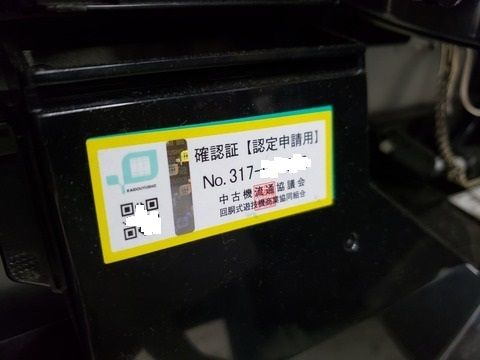 確認証【認定申請用】
No.317-
中古機流通協議会
回胴式遊技機商業協同組合
KAIDOUYUSHO